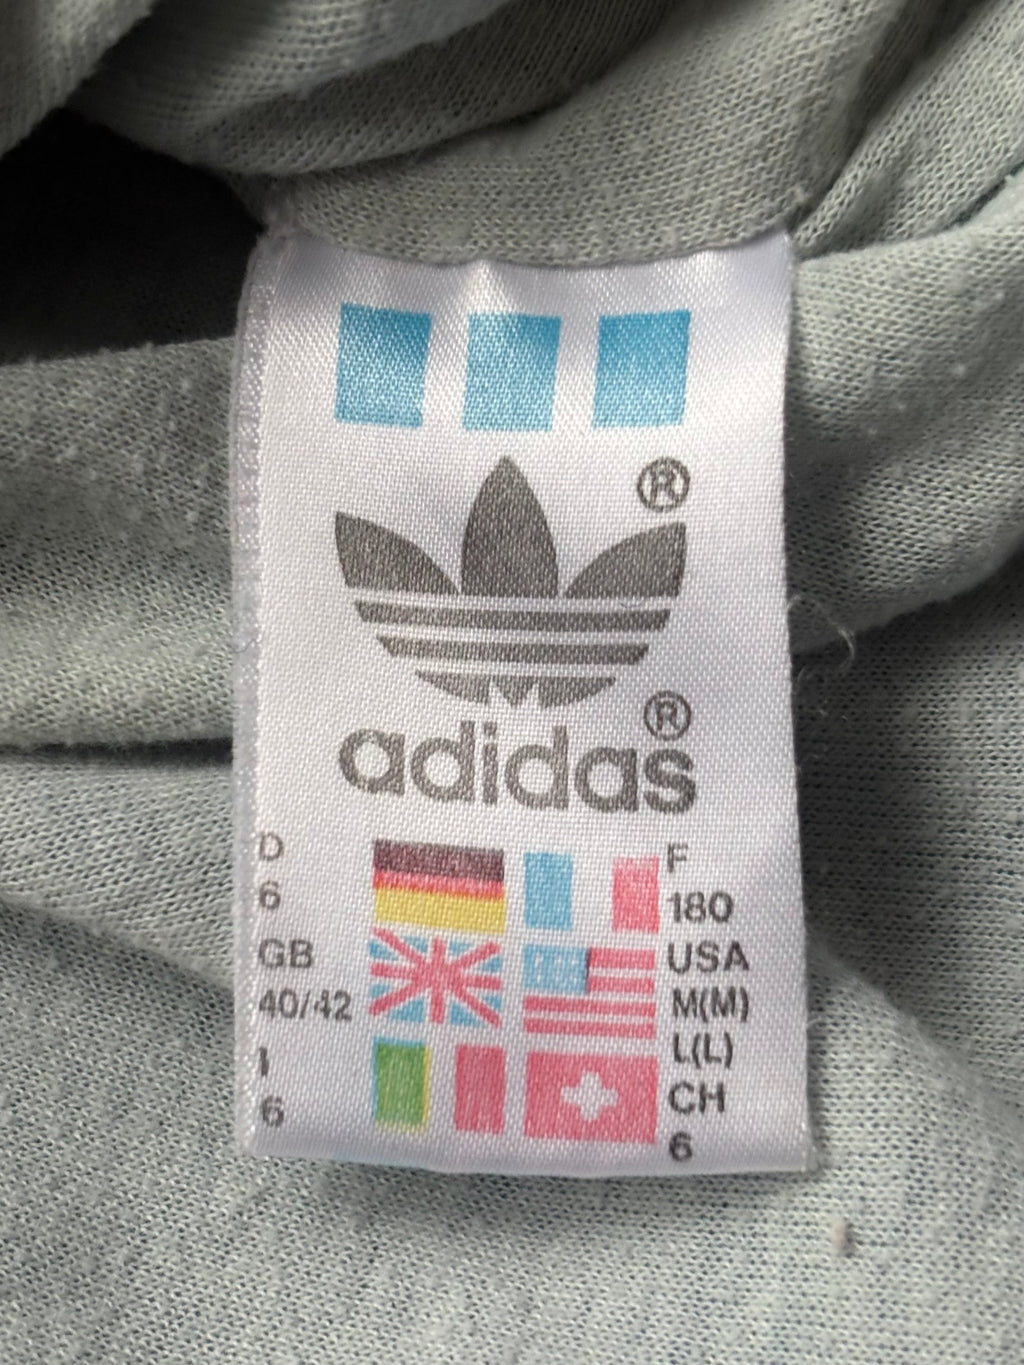 ®
®
adidas
D
6
GB
40/42
I
6
F
180
USA
M(M)
L(L)
CH
6